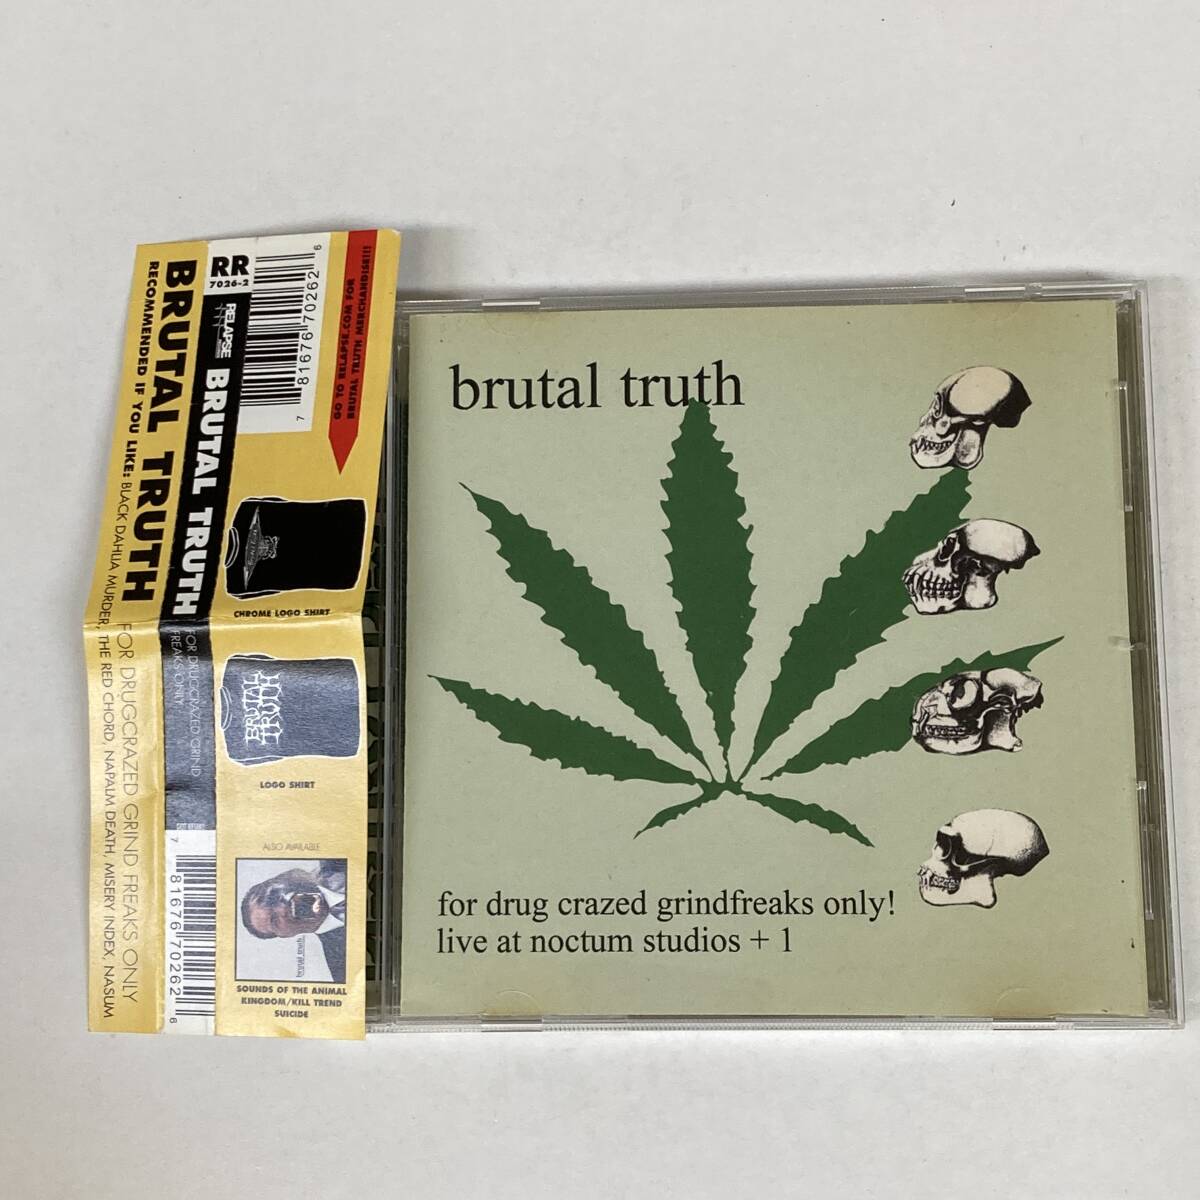 BRUTAL TRUTH
FOR DRUGCRAZED GRIND FREAKS ONLY
RECOMMENDED IF YOU LIKE: BLACK DAHLIA MURDER, THE RED CHORD, NAPALM DEATH, MISERY INDEX, NASUM
RR
7026-2
RELAPSE
BRUTAL TRUTH
FOR DRUGCRAZED GRIND
FREAKS ONLY
7 81676 70262 6
7 81676 70262 6
GO TO RELAPSE.COM FOR
BRUTAL TRUTH MERCHANDISE!!!
CHROME LOGO SHIRT
BRUTAL
TRUTH
LOGO SHIRT
ALSO AVAILABLE
SOUNDS OF THE ANIMAL
KINGDOM/KILL TREND
SUICIDE
brutal truth
for drug crazed grindfreaks only!
live at noctum studios + 1